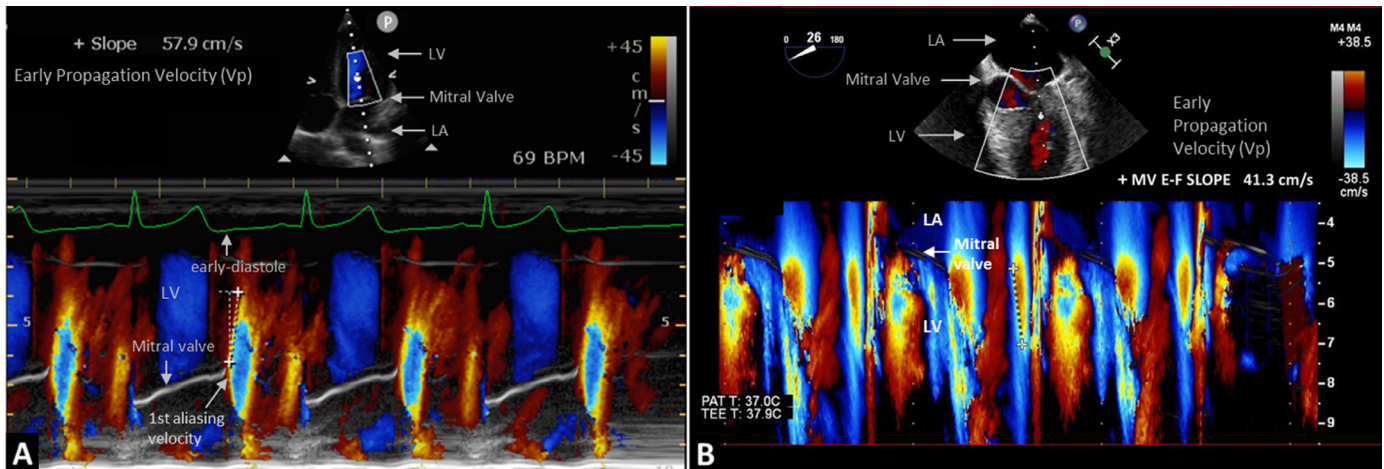 + Slope 57.9 cm/s
Early Propagation Velocity (Vp)
P
LV
Mitral Valve
LA
+45
c
m
/
s
-45
69 BPM
early-diastole
LV
5
5
Mitral valve
1st aliasing
velocity
A
0 26 180
P
X3
M4 M4
+38.5
LA
Mitral Valve
LV
Early
Propagation
Velocity (Vp)
-38.5
cm/s
+ MV E-F SLOPE 41.3 cm/s
LA
Mitral
valve
LV
4
5
6
7
8
9
PAT T: 37.0C
TEE T: 37.9C
B